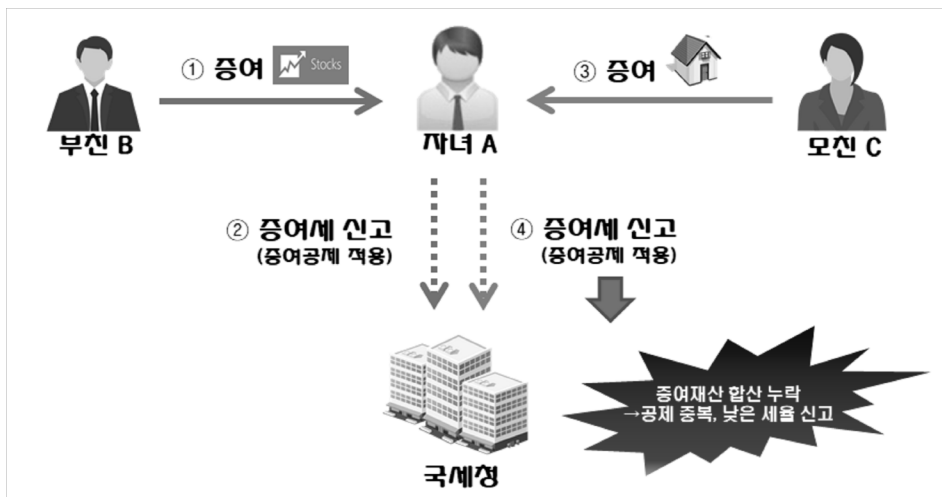 ① 증여
Stocks
③ 증여
부친 B
자녀 A
모친 C
② 증여세 신고
(증여공제 적용)
④ 증여세 신고
(증여공제 적용)
증여재산 합산 누락
→공제 중복, 낮은 세율 신고
국세청